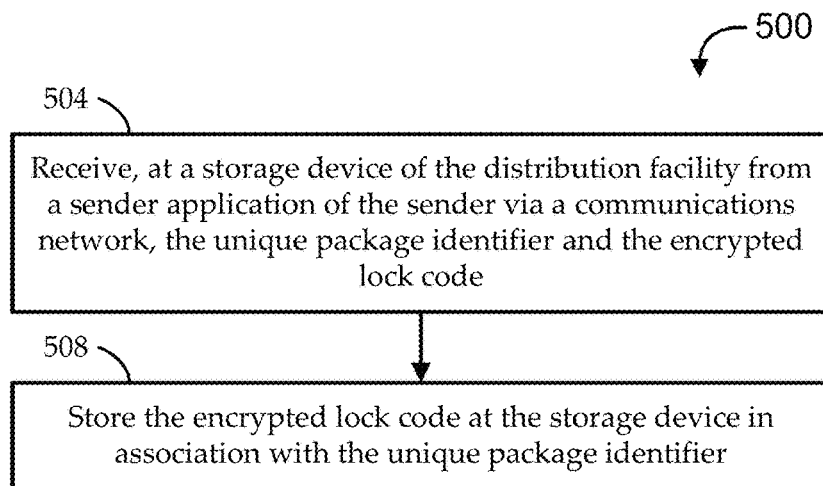 500
504
Receive, at a storage device of the distribution facility from
a sender application of the sender via a communications
network, the unique package identifier and the encrypted
lock code
508
Store the encrypted lock code at the storage device in
association with the unique package identifier